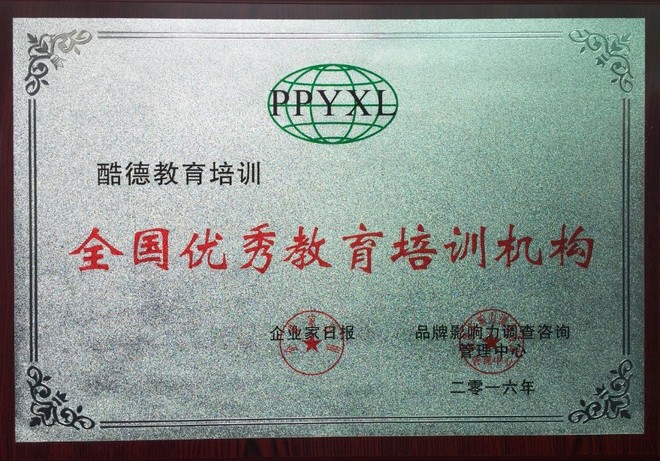 PPYXL
酷德教育培训
全国优秀教育培训机构
企业家日报
品牌影响力调查咨询
管理中心
二零一六年